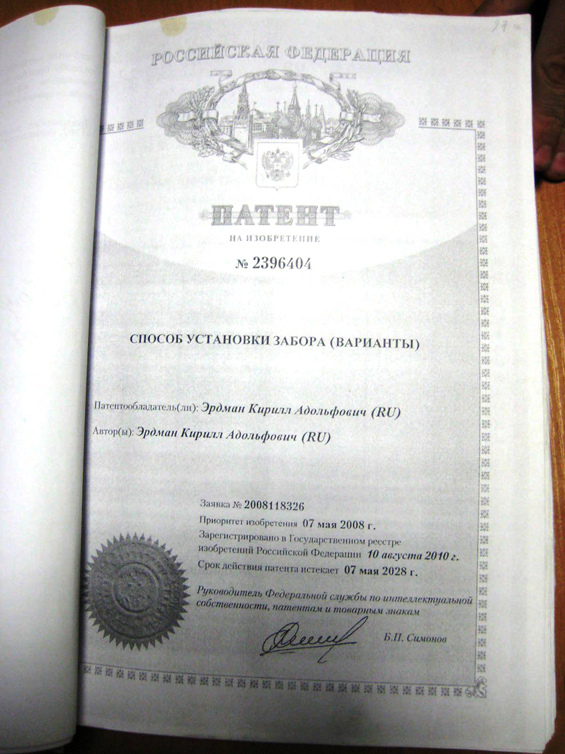 РОССИЙСКАЯ ФЕДЕРАЦИЯ
ПАТЕНТ
НА ИЗОБРЕТЕНИЕ
№ 2396404
СПОСОБ УСТАНОВКИ ЗАБОРА (ВАРИАНТЫ)
Патентообладатель(ли): Эрдман Кирилл Адольфович (RU)
Автор(ы): Эрдман Кирилл Адольфович (RU)
Заявка № 2008118326
Приоритет изобретения 07 мая 2008 г.
Зарегистрировано в Государственном реестре
изобретений Российской Федерации 10 августа 2010 г.
Срок действия патента истекает 07 мая 2028 г.
Руководитель Федеральной службы по интеллектуальной
собственности, патентам и товарным знакам
Б.П. Симонов